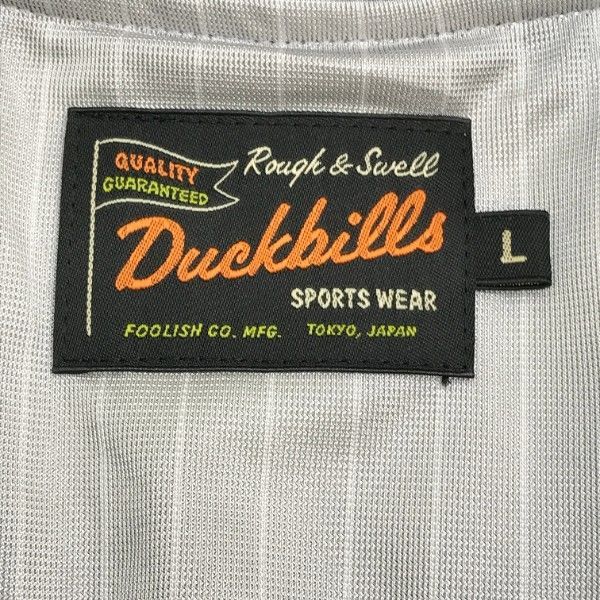 QUALITY
GUARANTEED
Rough & Swell
Duckbills
SPORTS WEAR
FOOLISH CO. MFG. TOKYO, JAPAN
L